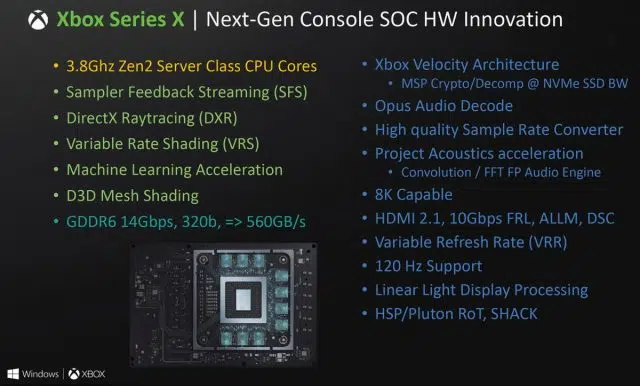 Xbox Series X | Next-Gen Console SOC HW Innovation
• 3.8Ghz Zen2 Server Class CPU Cores
• Sampler Feedback Streaming (SFS)
• DirectX Raytracing (DXR)
• Variable Rate Shading (VRS)
• Machine Learning Acceleration
• D3D Mesh Shading
• GDDR6 14Gbps, 320b, => 560GB/s
• Xbox Velocity Architecture
• MSP Crypto/Decomp @ NVMe SSD BW
• Opus Audio Decode
• High quality Sample Rate Converter
• Project Acoustics acceleration
• Convolution / FFT FP Audio Engine
• 8K Capable
• HDMI 2.1, 10Gbps FRL, ALLM, DSC
• Variable Refresh Rate (VRR)
• 120 Hz Support
• Linear Light Display Processing
• HSP/Pluton RoT, SHACK
Windows | XBOX